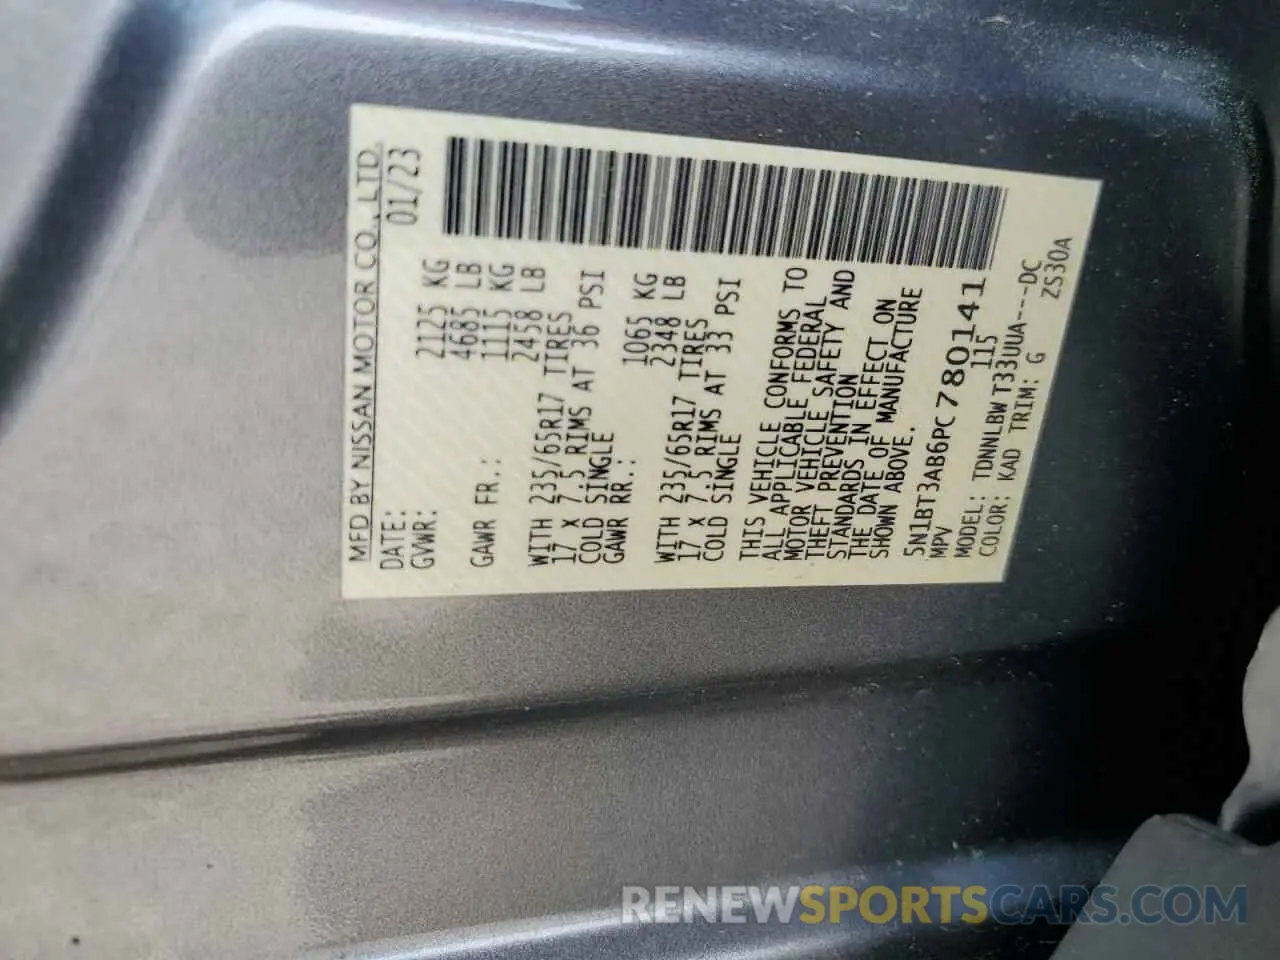 MFD BY NISSAN MOTOR CO., LTD.
DATE: 01/23
GVWR: 2125 KG
4685 LB
GAWR FR.: 1115 KG
2458 LB
WITH 235/65R17 TIRES
17 X 7.5 RIMS AT 36 PSI
COLD SINGLE
GAWR RR.: 1065 KG
2348 LB
WITH 235/65R17 TIRES
17 X 7.5 RIMS AT 33 PSI
COLD SINGLE
THIS VEHICLE CONFORMS TO
ALL APPLICABLE FEDERAL
MOTOR VEHICLE SAFETY AND
THEFT PREVENTION
STANDARDS IN EFFECT ON
THE DATE OF MANUFACTURE
SHOWN ABOVE.
5N1BT3AB6PC780141
MPV 115
MODEL: TDNNLBW T33UUA---DC
COLOR: KAD TRIM: G ZS30A
RENEWSPORTSCARS.COM